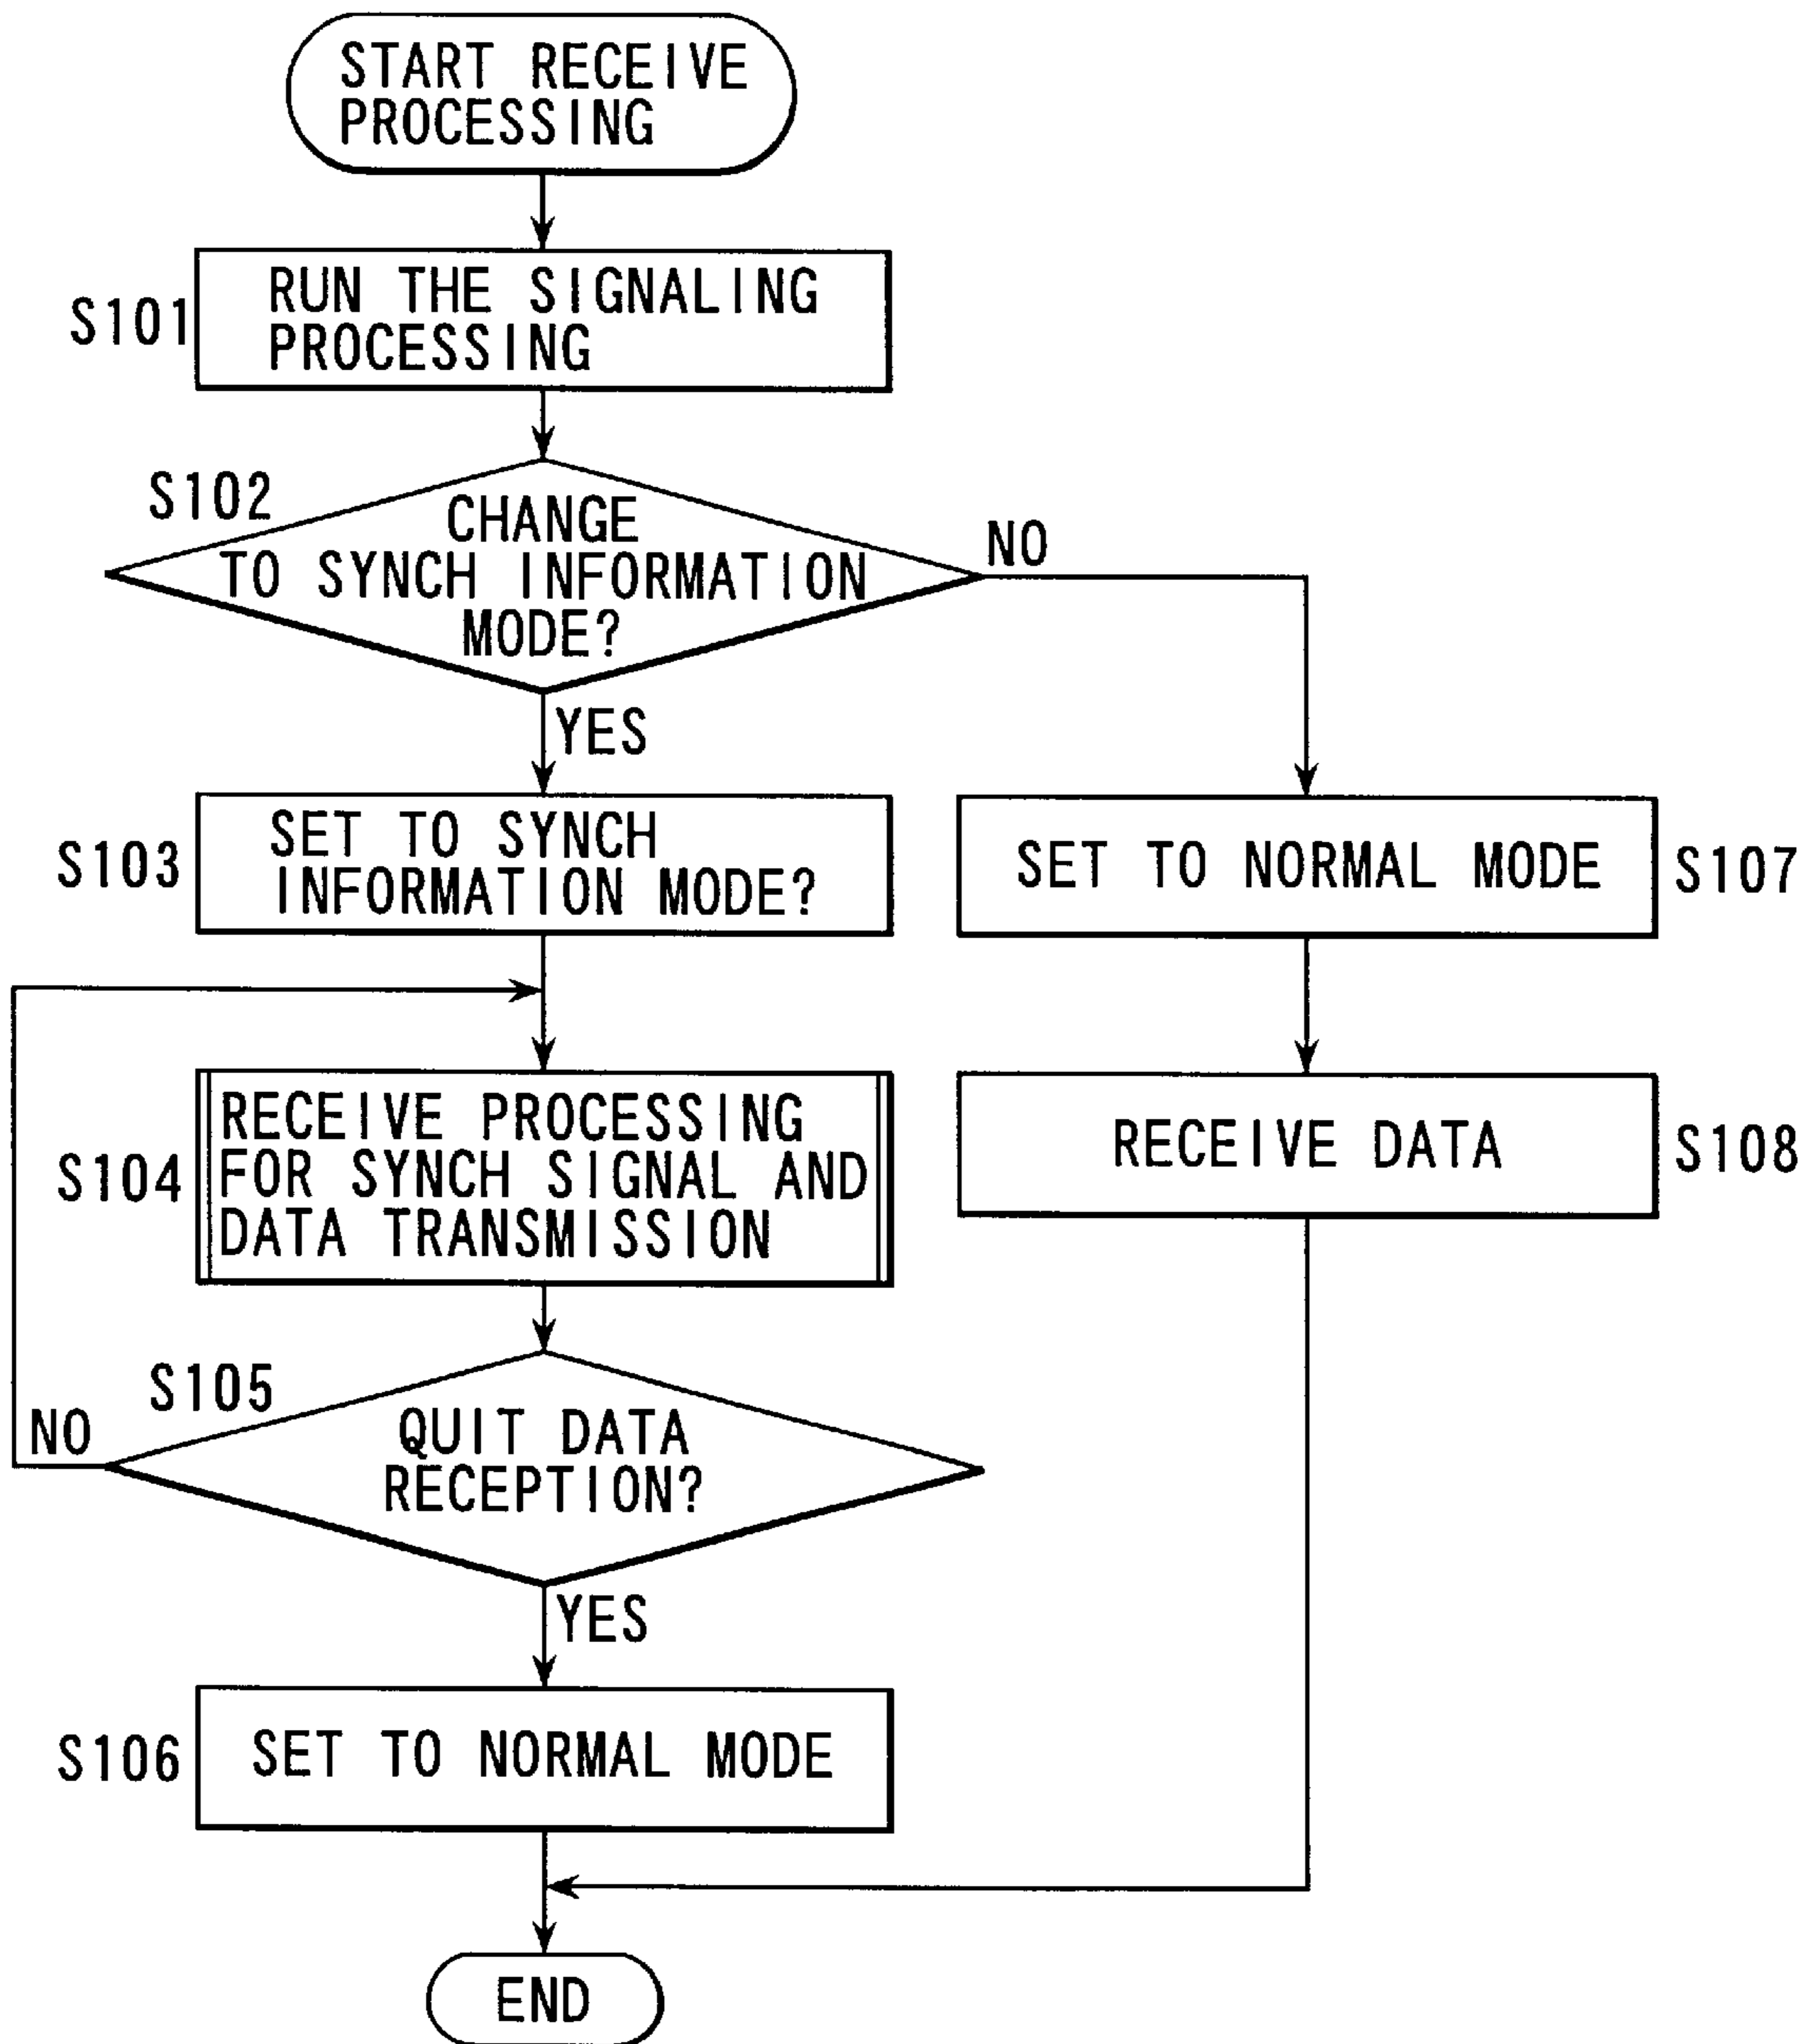 START RECEIVE
PROCESSING
S101
RUN THE SIGNALING
PROCESSING
S102
CHANGE
TO SYNCH INFORMATION
MODE?
NO
YES
S103
SET TO SYNCH
INFORMATION MODE?
SET TO NORMAL MODE
S107
S104
RECEIVE PROCESSING
FOR SYNCH SIGNAL AND
DATA TRANSMISSION
RECEIVE DATA
S108
S105
NO
QUIT DATA
RECEPTION?
YES
S106
SET TO NORMAL MODE
END